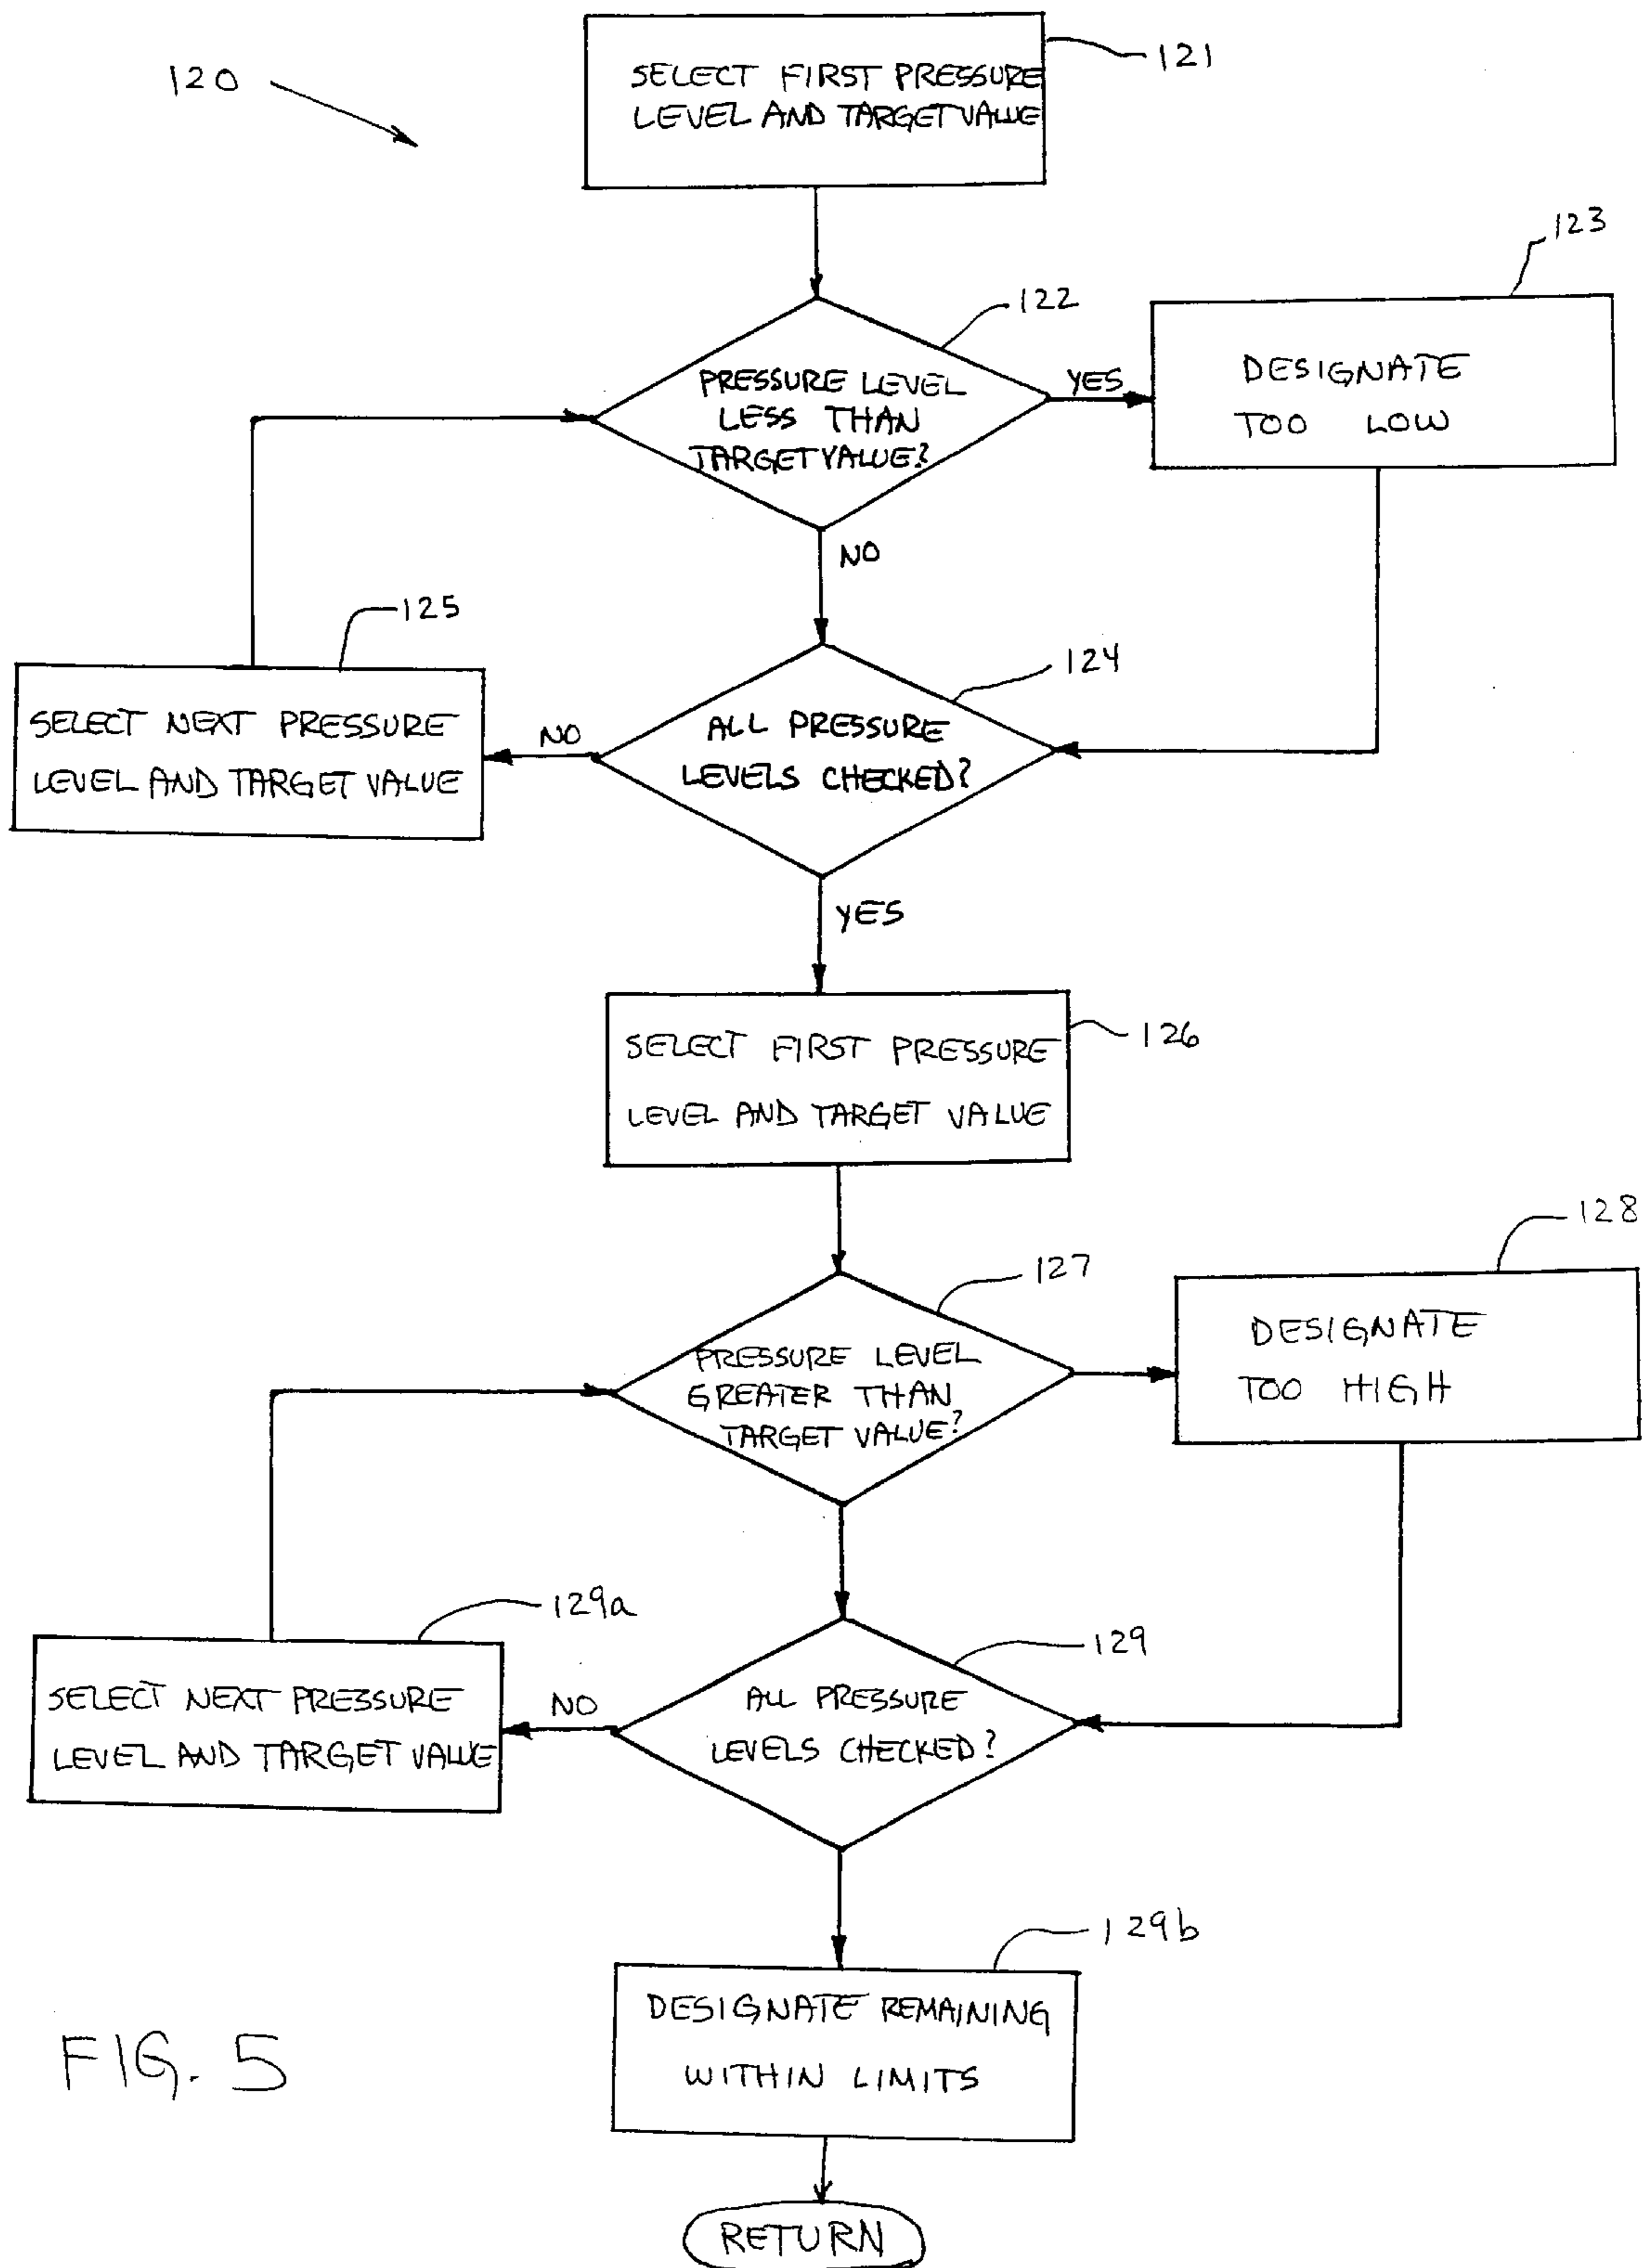 120
SELECT FIRST PRESSURE
LEVEL AND TARGET VALUE
121
122
PRESSURE LEVEL
LESS THAN
TARGET VALUE?
YES
123
DESIGNATE
TOO LOW
NO
125
SELECT NEXT PRESSURE
LEVEL AND TARGET VALUE
NO
124
ALL PRESSURE
LEVELS CHECKED?
YES
SELECT FIRST PRESSURE
LEVEL AND TARGET VALUE
126
127
PRESSURE LEVEL
GREATER THAN
TARGET VALUE?
128
DESIGNATE
TOO HIGH
129a
SELECT NEXT PRESSURE
LEVEL AND TARGET VALUE
NO
129
ALL PRESSURE
LEVELS CHECKED?
129b
DESIGNATE REMAINING
WITHIN LIMITS
RETURN
FIG. 5